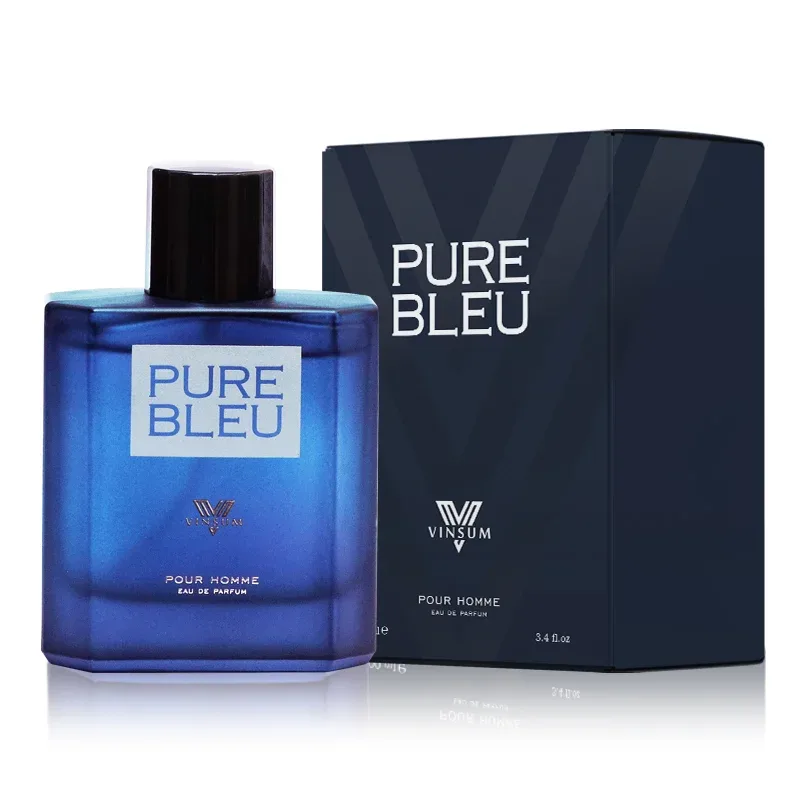 PURE
BLEU
VINSUM
POUR HOMME
EAU DE PARFUM
PURE
BLEU
VINSUM
POUR HOMME
EAU DE PARFUM
3.4 fl.oz